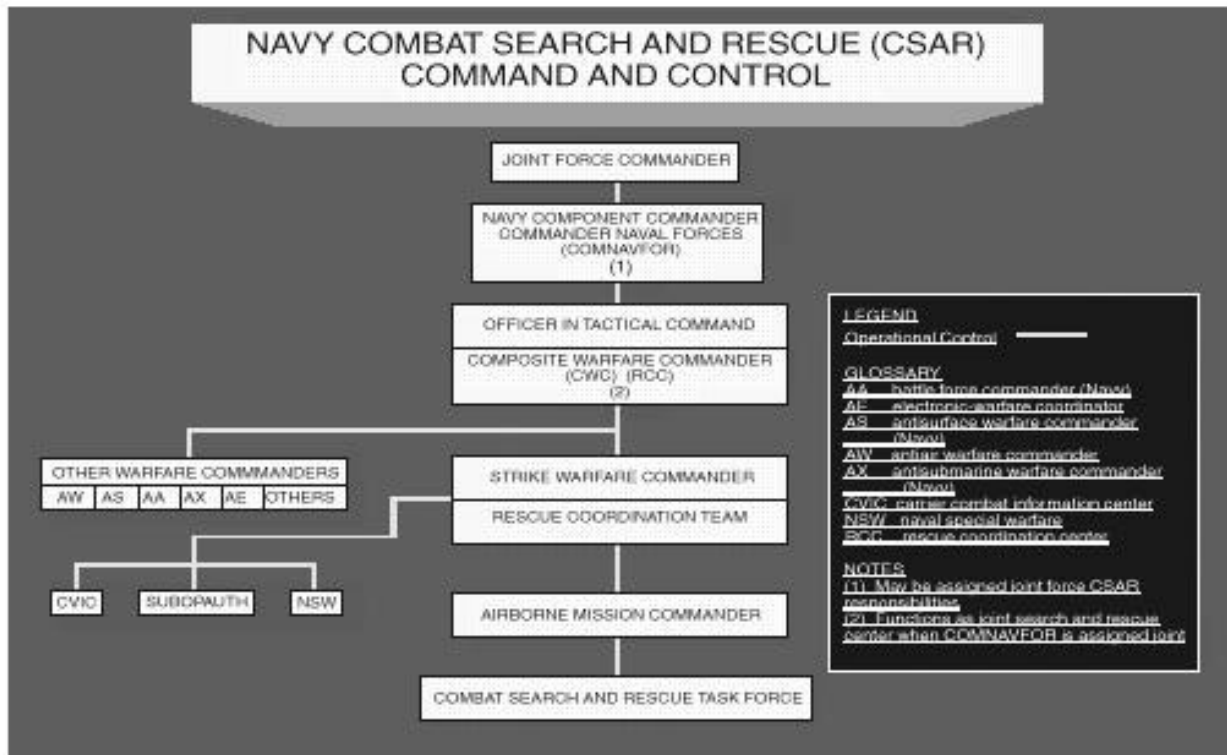 NAVY COMBAT SEARCH AND RESCUE (CSAR)
COMMAND AND CONTROL
JOINT FORCE COMMANDER
NAVY COMPONENT COMMANDER
COMMANDER NAVAL FORCES
(COMNAVFOR)
(1)
OFFICER IN TACTICAL COMMAND
COMPOSITE WARFARE COMMANDER
(CWC) (RCC)
(2)
OTHER WARFARE COMMMANDERS
AW AS AA AX AE OTHERS
STRIKE WARFARE COMMANDER
RESCUE COORDINATION TEAM
CVIC SUBOPAUTH NSW
AIRBORNE MISSION COMMANDER
COMBAT SEARCH AND RESCUE TASK FORCE
LEGEND
Operational Control
GLOSSARY
AA battle force commander (Navy)
AE electronic-warfare coordinator
AS antisurface warfare commander
(Navy)
AW antiair warfare commander
AX antisubmarine warfare commander
(Navy)
CVIC carrier combat information center
NSW naval special warfare
RCC rescue coordination center
NOTES
(1) May be assigned joint force CSAR
responsibilities
(2) Functions as joint search and rescue
center when COMNAVFOR is assigned joint